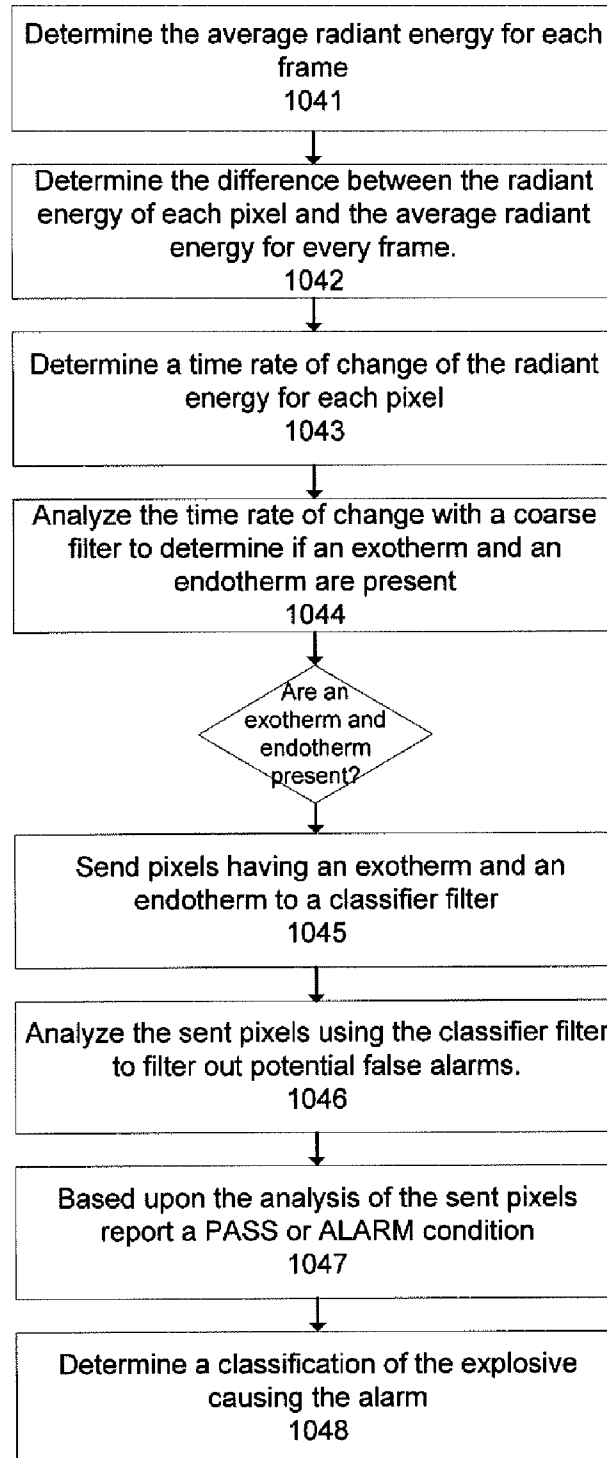 Determine the average radiant energy for each
frame
1041
Determine the difference between the radiant
energy of each pixel and the average radiant
energy for every frame.
1042
Determine a time rate of change of the radiant
energy for each pixel
1043
Analyze the time rate of change with a coarse
filter to determine if an exotherm and an
endotherm are present
1044
Are an
exotherm and
endotherm
present?
Send pixels having an exotherm and an
endotherm to a classifier filter
1045
Analyze the sent pixels using the classifier filter
to filter out potential false alarms.
1046
Based upon the analysis of the sent pixels
report a PASS or ALARM condition
1047
Determine a classification of the explosive
causing the alarm
1048